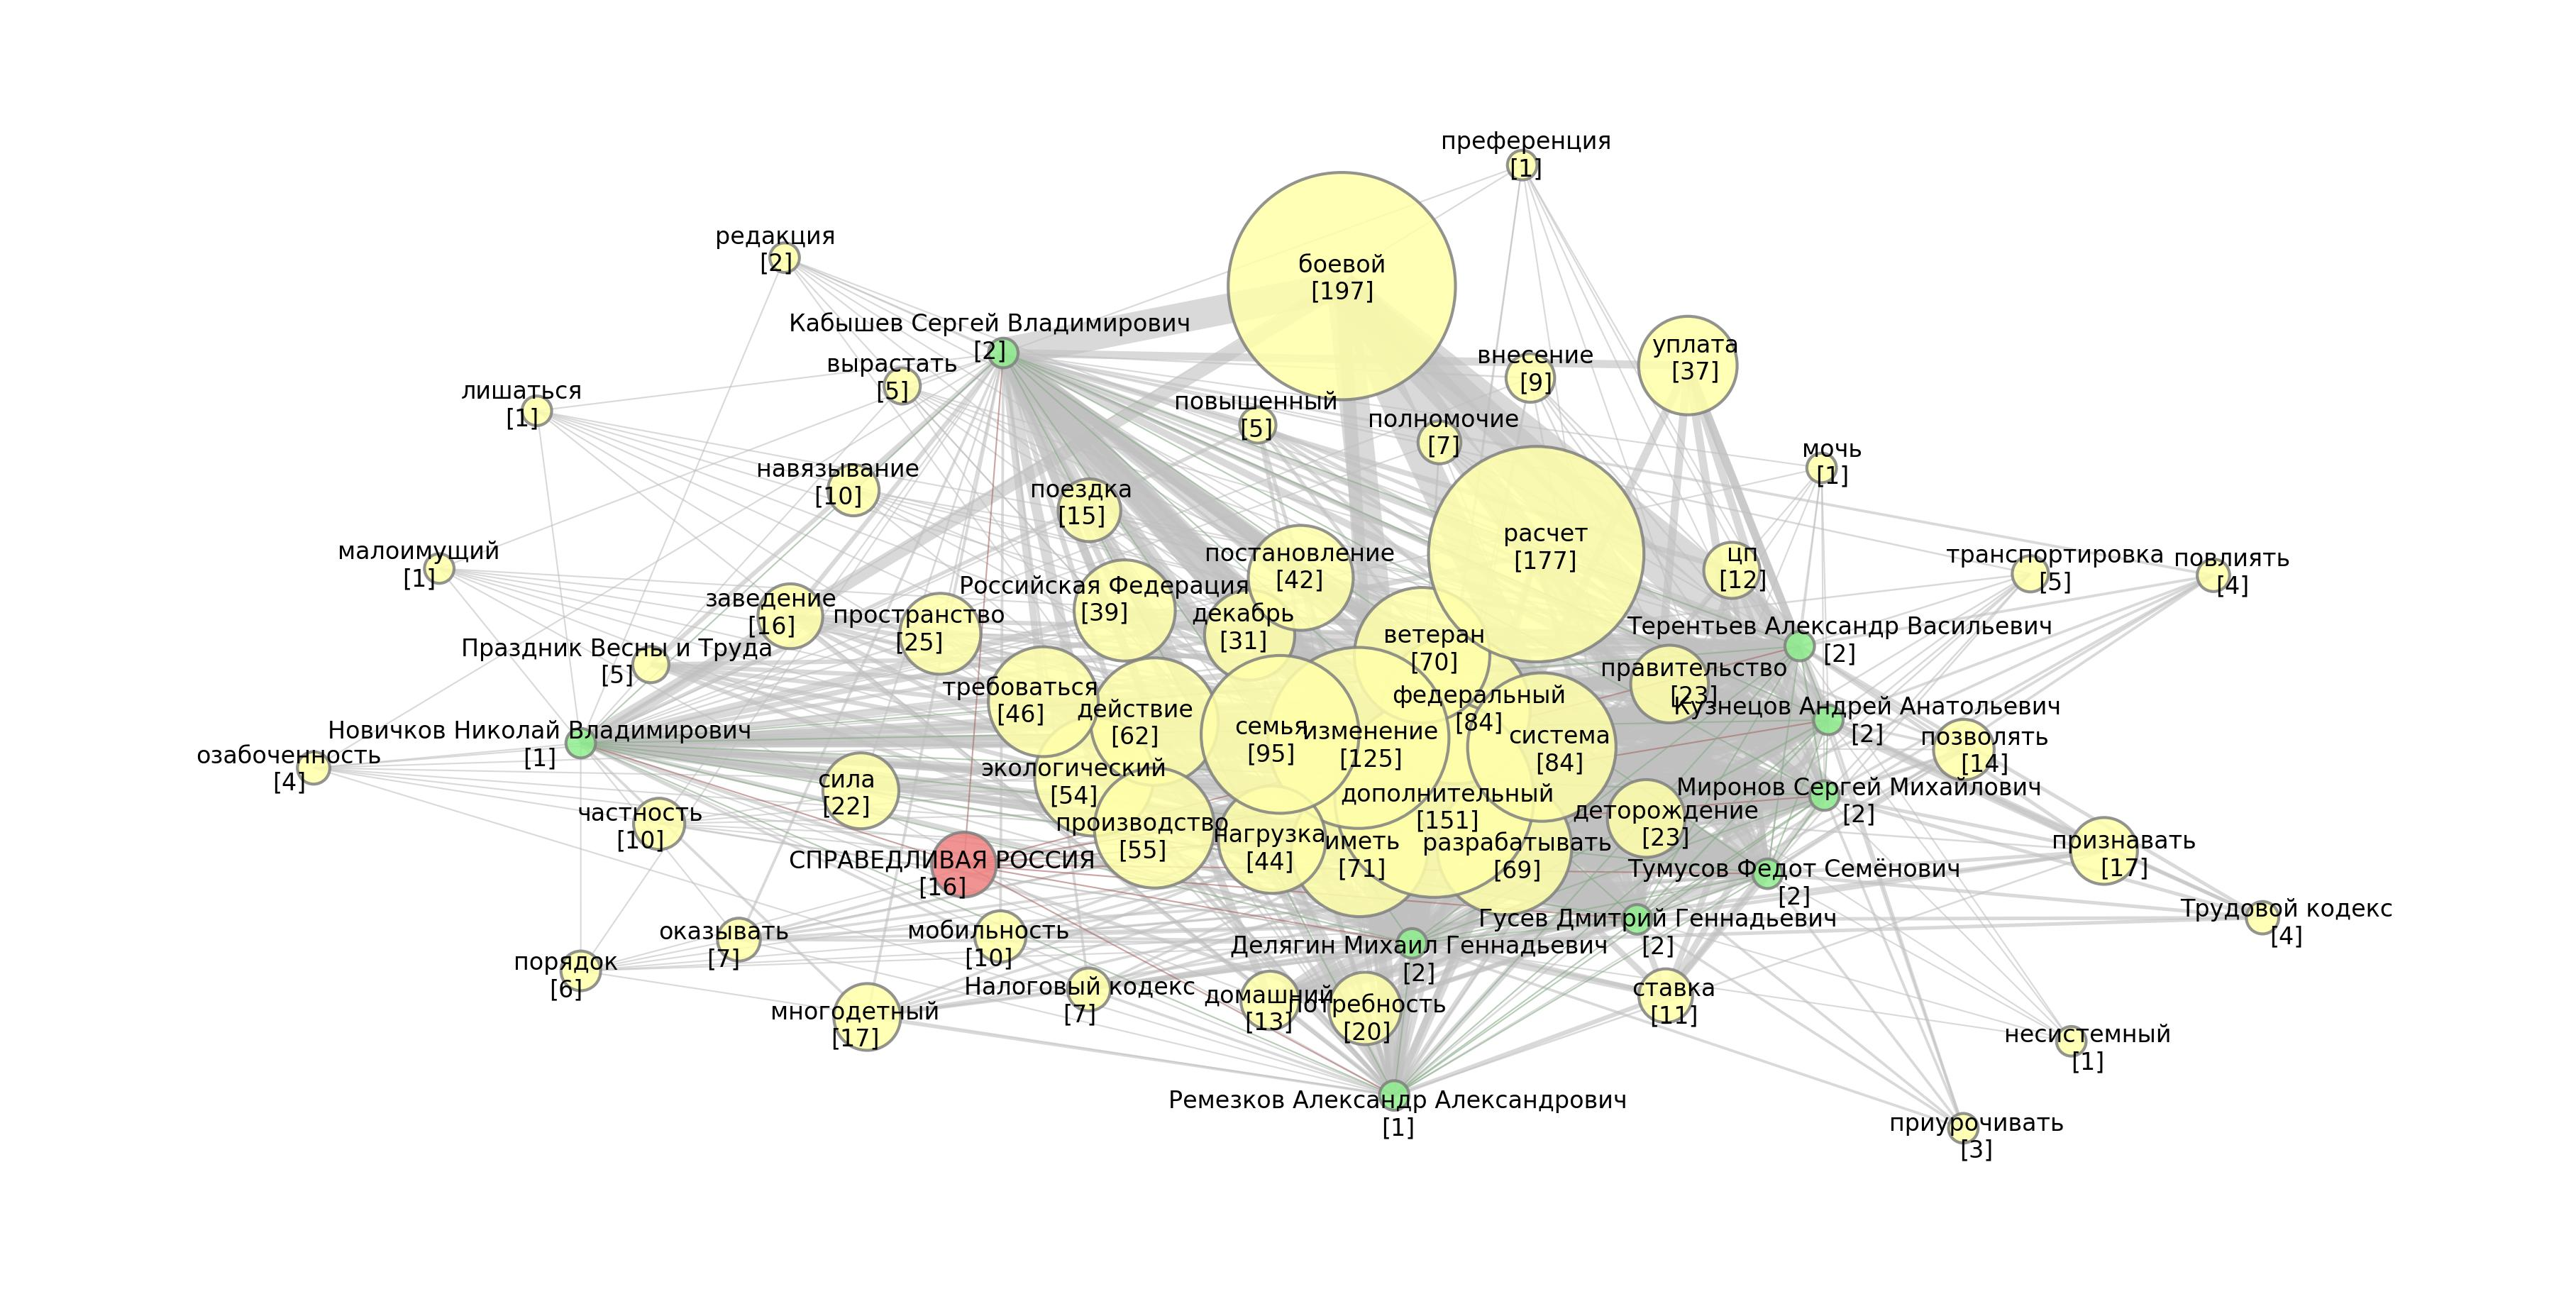 преференция
[1]
редакция
[2]
боевой
[197]
Кабышев Сергей Владимирович
[2]
уплата
[37]
внесение
[9]
вырастать
[5]
лишаться
[1]
повышенный
[5]
полномочие
[7]
мочь
[1]
навязывание
[10]
поездка
[15]
расчет
[177]
малоимущий
[1]
постановление
[42]
цп
[12]
транспортировка
[5]
повлиять
[4]
Российская Федерация
[39]
заведение
[16]
пространство
[25]
декабрь
[31]
Терентьев Александр Васильевич
[2]
ветеран
[70]
Праздник Весны и Труда
[5]
правительство
[23]
требоваться
[46]
федеральный
[84]
действие
[62]
Кузнецов Андрей Анатольевич
[2]
Новичков Николай Владимирович
[1]
семья
[95]
изменение
[125]
система
[84]
позволять
[14]
озабоченность
[4]
экологический
[54]
сила
[22]
Миронов Сергей Михайлович
[2]
дополнительный
[151]
частность
[10]
деторождение
[23]
производство
[55]
нагрузка
[44]
иметь
[71]
разрабатывать
[69]
признавать
[17]
СПРАВЕДЛИВАЯ РОССИЯ
[16]
Тумусов Федот Семёнович
[2]
Трудовой кодекс
[4]
Гусев Дмитрий Геннадьевич
[2]
оказывать
[7]
мобильность
[10]
Делягин Михаил Геннадьевич
[2]
порядок
[6]
Налоговый кодекс
[7]
домашний
[13]
потребность
[20]
ставка
[11]
многодетный
[17]
несистемный
[1]
Ремезков Александр Александрович
[1]
приурочивать
[3]